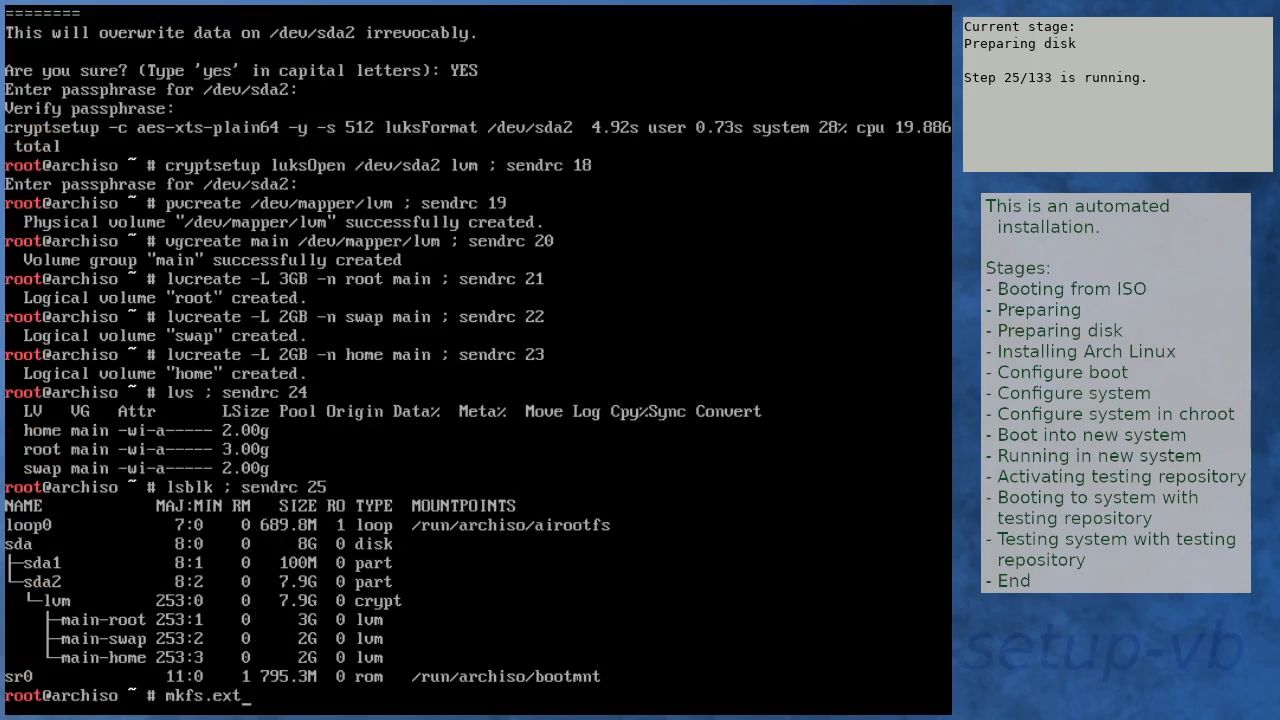 ========
This will overwrite data on /dev/sda2 irrevocably.
Are you sure? (Type 'yes' in capital letters): YES
Enter passphrase for /dev/sda2:
Verify passphrase:
cryptsetup -c aes-xts-plain64 -y -s 512 luksFormat /dev/sda2  4.92s user 0.73s system 28% cpu 19.886
total
root@archiso ~ # cryptsetup luksOpen /dev/sda2 lvm ; sendrc 18
Enter passphrase for /dev/sda2:
root@archiso ~ # pvcreate /dev/mapper/lvm ; sendrc 19
  Physical volume "/dev/mapper/lvm" successfully created.
root@archiso ~ # vgcreate main /dev/mapper/lvm ; sendrc 20
  Volume group "main" successfully created
root@archiso ~ # lvcreate -L 3GB -n root main ; sendrc 21
  Logical volume "root" created.
root@archiso ~ # lvcreate -L 2GB -n swap main ; sendrc 22
  Logical volume "swap" created.
root@archiso ~ # lvcreate -L 2GB -n home main ; sendrc 23
  Logical volume "home" created.
root@archiso ~ # lvs ; sendrc 24
  LV   VG   Attr       LSize Pool Origin Data%  Meta%  Move Log Cpy%Sync Convert
  home main -wi-a----- 2.00g
  root main -wi-a----- 3.00g
  swap main -wi-a----- 2.00g
root@archiso ~ # lsblk ; sendrc 25
NAME            MAJ:MIN RM   SIZE RO TYPE  MOUNTPOINTS
loop0             7:0    0 689.8M  1 loop  /run/archiso/airootfs
sda               8:0    0     8G  0 disk
├─sda1            8:1    0   100M  0 part
└─sda2            8:2    0   7.9G  0 part
  └─lvm         253:0    0   7.9G  0 crypt
    ├─main-root 253:1    0     3G  0 lvm
    ├─main-swap 253:2    0     2G  0 lvm
    └─main-home 253:3    0     2G  0 lvm
sr0              11:0    1 795.3M  0 rom   /run/archiso/bootmnt
root@archiso ~ # mkfs.ext_
Current stage:
Preparing disk
Step 25/133 is running.
This is an automated
installation.
Stages:
- Booting from ISO
- Preparing
- Preparing disk
- Installing Arch Linux
- Configure boot
- Configure system
- Configure system in chroot
- Boot into new system
- Running in new system
- Activating testing repository
- Booting to system with
testing repository
- Testing system with testing
repository
- End
setup-vb